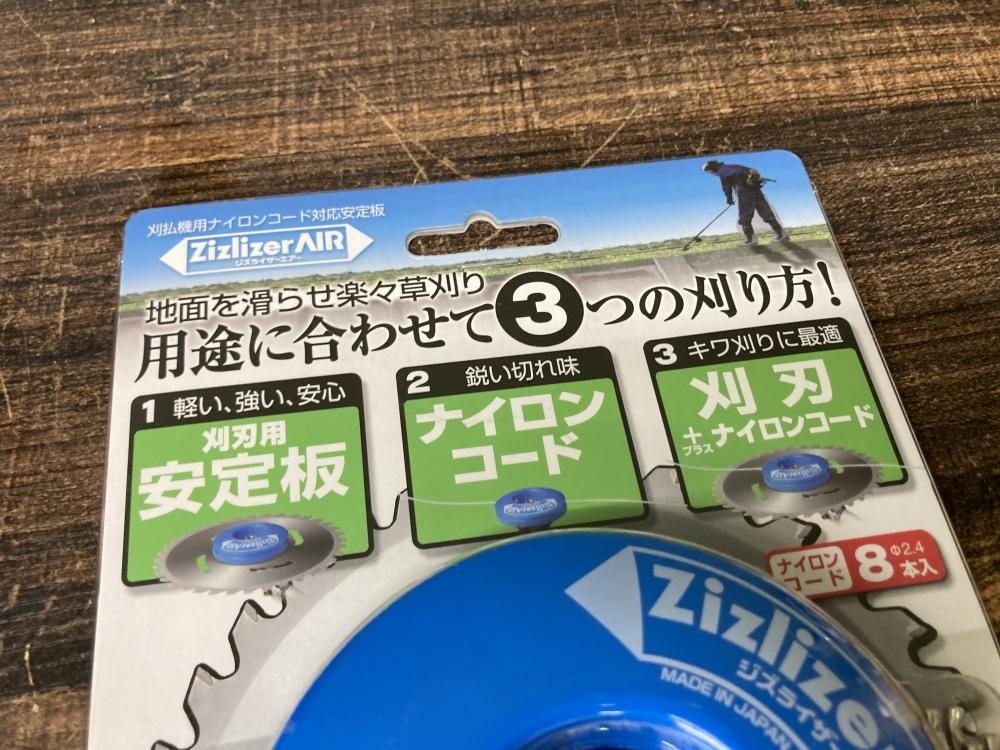 刈払機用ナイロンコード対応安定板
ZizlizerAIR
ジズライザーエアー
地面を滑らせ楽々草刈り
用途に合わせて3つの刈り方!
1 軽い、強い、安心
刈刃用
安定板
2 鋭い切れ味
ナイロン
コード
3 キワ刈りに最適
刈刃
+プラスナイロンコード
ナイロン
コード
8
Φ2.4
本入
Zizlize
ジズライザ
MADE IN JAPAN